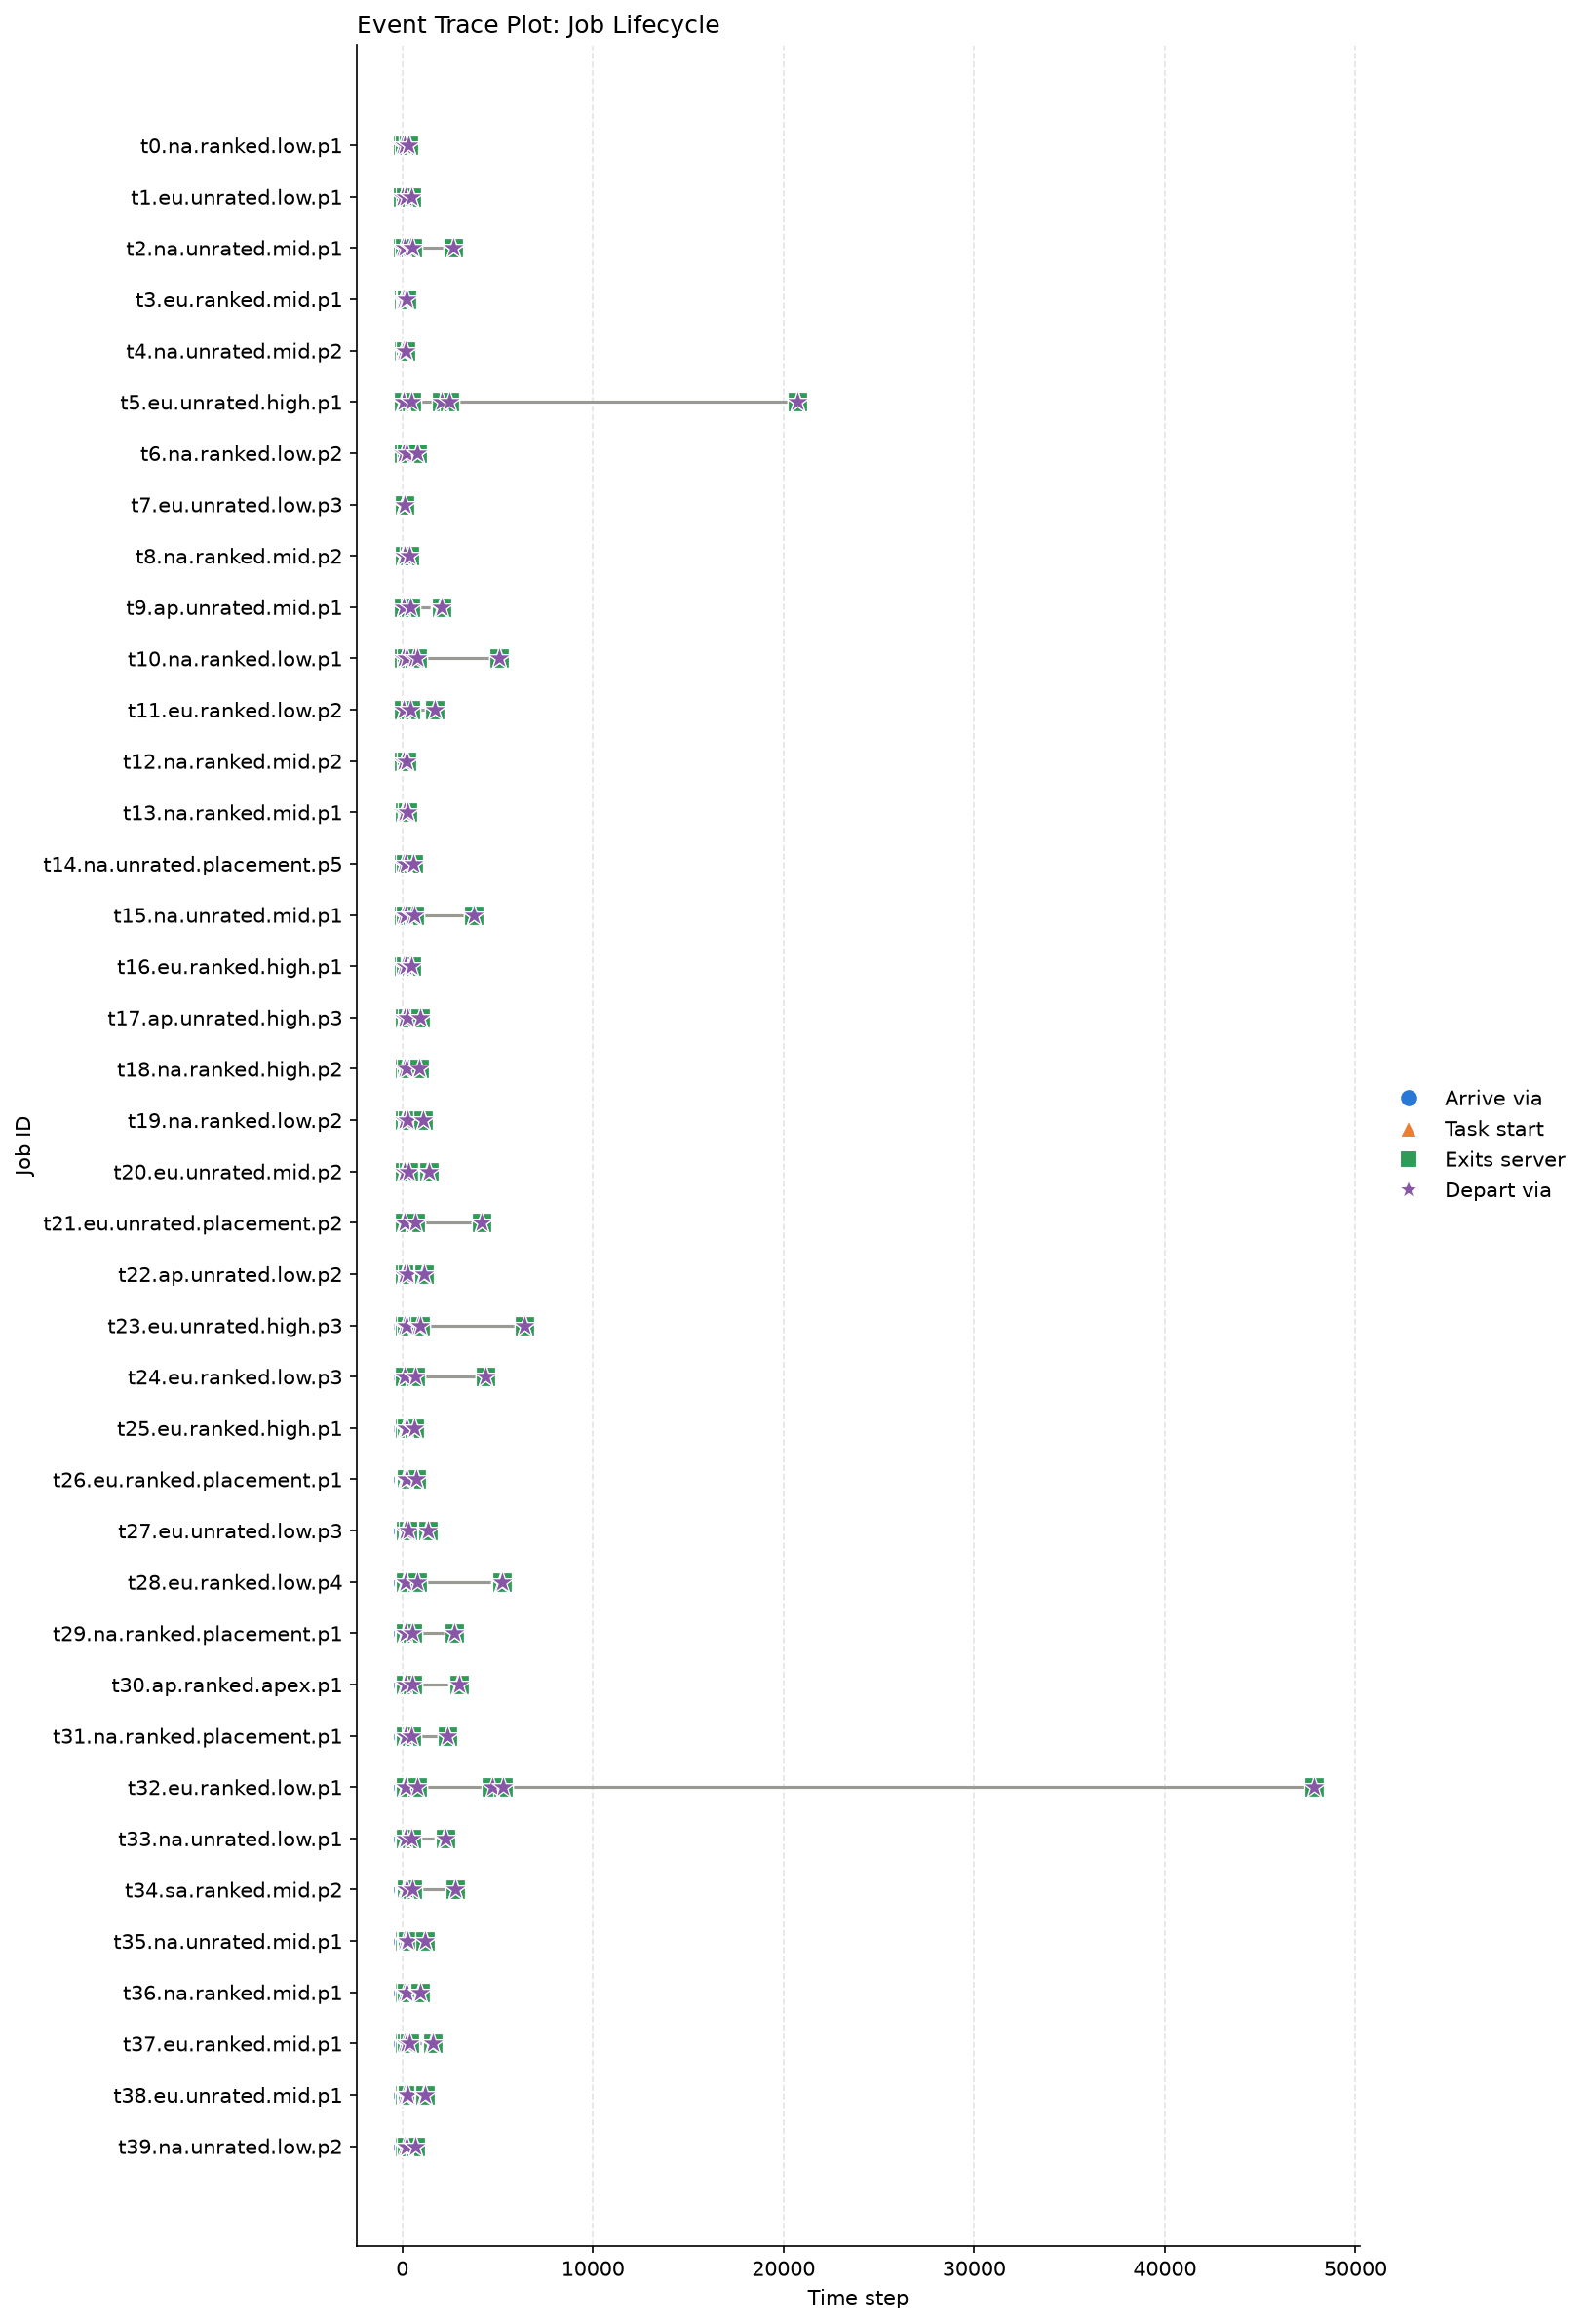 Event Trace Plot: Job Lifecycle
t0.na.ranked.low.p1
t1.eu.unrated.low.p1
t2.na.unrated.mid.p1
t3.eu.ranked.mid.p1
t4.na.unrated.mid.p2
t5.eu.unrated.high.p1
t6.na.ranked.low.p2
t7.eu.unrated.low.p3
t8.na.ranked.mid.p2
t9.ap.unrated.mid.p1
t10.na.ranked.low.p1
t11.eu.ranked.low.p2
t12.na.ranked.mid.p2
t13.na.ranked.mid.p1
t14.na.unrated.placement.p5
t15.na.unrated.mid.p1
t16.eu.ranked.high.p1
t17.ap.unrated.high.p3
t18.na.ranked.high.p2
t19.na.ranked.low.p2
t20.eu.unrated.mid.p2
t21.eu.unrated.placement.p2
t22.ap.unrated.low.p2
t23.eu.unrated.high.p3
t24.eu.ranked.low.p3
t25.eu.ranked.high.p1
t26.eu.ranked.placement.p1
t27.eu.unrated.low.p3
t28.eu.ranked.low.p4
t29.na.ranked.placement.p1
t30.ap.ranked.apex.p1
t31.na.ranked.placement.p1
t32.eu.ranked.low.p1
t33.na.unrated.low.p1
t34.sa.ranked.mid.p2
t35.na.unrated.mid.p1
t36.na.ranked.mid.p1
t37.eu.ranked.mid.p1
t38.eu.unrated.mid.p1
t39.na.unrated.low.p2
Job ID
0 10000 20000 30000 40000 50000
Time step
Arrive via
Task start
Exits server
Depart via